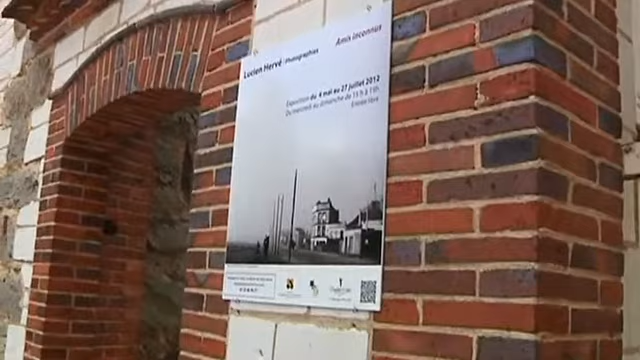 Lucien Hervé / Photographies
Amis inconnus
Exposition du 4 mai au 27 juillet 2012
Du mercredi au dimanche de 15 h à 19h
Entrée libre